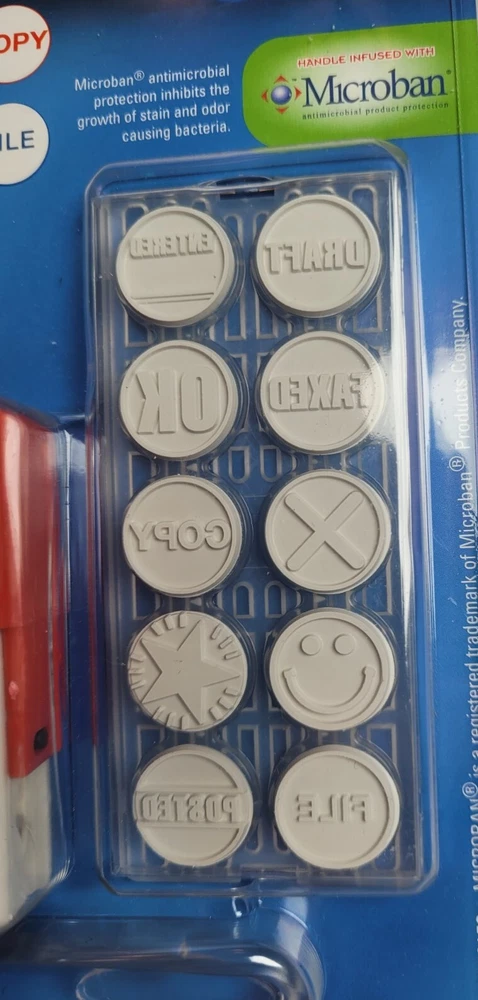 OPY
ILE
Microban® antimicrobial
protection inhibits the
growth of stain and odor
causing bacteria.
HANDLE INFUSED WITH
Microban®
antimicrobial product protection
ENTERED
DRAFT
OK
FAXED
COPY
POSTED
FILE
MICROBAN® is a registered trademark of Microban® Products Company.